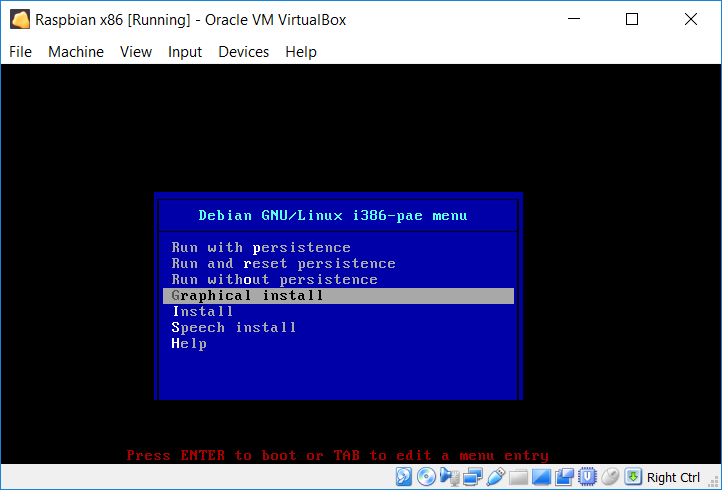 Raspbian x86 [Running] - Oracle VM VirtualBox
File Machine View Input Devices Help
Debian GNU/Linux i386-pae menu
Run with persistence
Run and reset persistence
Run without persistence
Graphical install
Install
Speech install
Help
Press ENTER to boot or TAB to edit a menu entry
Right Ctrl